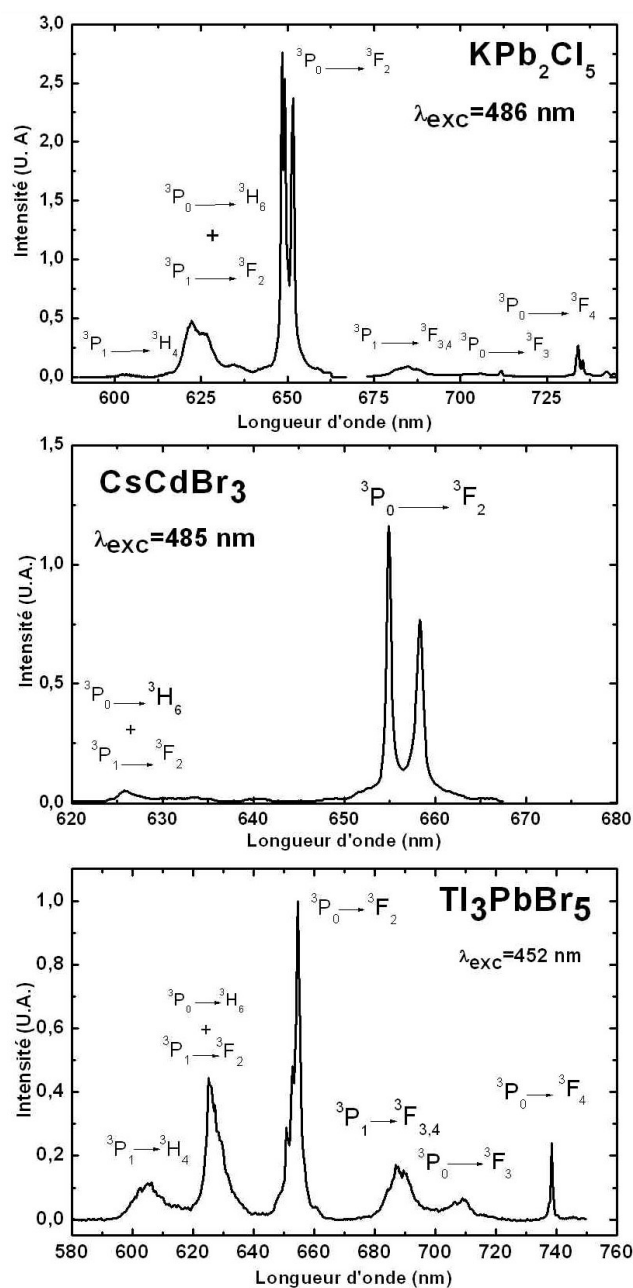 3,0
2,5
2,0
1,5
1,0
0,5
0,0
Intensité (U. A)
³P₀ → ³F₂
KPb₂Cl₅
λexc=486 nm
³P₀ → ³H₆
+
³P₁ → ³F₂
³P₁ → ³H₄
³P₁ → ³F₃,₄
³P₀ → ³F₃
³P₀ → ³F₄
600 625 650 675 700 725
Longueur d'onde (nm)
1,5
1,0
0,5
0,0
Intensité (U.A.)
CsCdBr₃
λexc=485 nm
³P₀ → ³F₂
³P₀ → ³H₆
+
³P₁ → ³F₂
620 630 640 650 660 670 680
Longueur d'onde (nm)
1,0
0,8
0,6
0,4
0,2
0,0
Intensité (U.A.)
³P₀ → ³F₂
Tl₃PbBr₅
λexc=452 nm
³P₀ → ³H₆
+
³P₁ → ³F₂
³P₁ → ³H₄
³P₁ → ³F₃,₄
³P₀ → ³F₃
³P₀ → ³F₄
580 600 620 640 660 680 700 720 740 760
Longueur d'onde (nm)